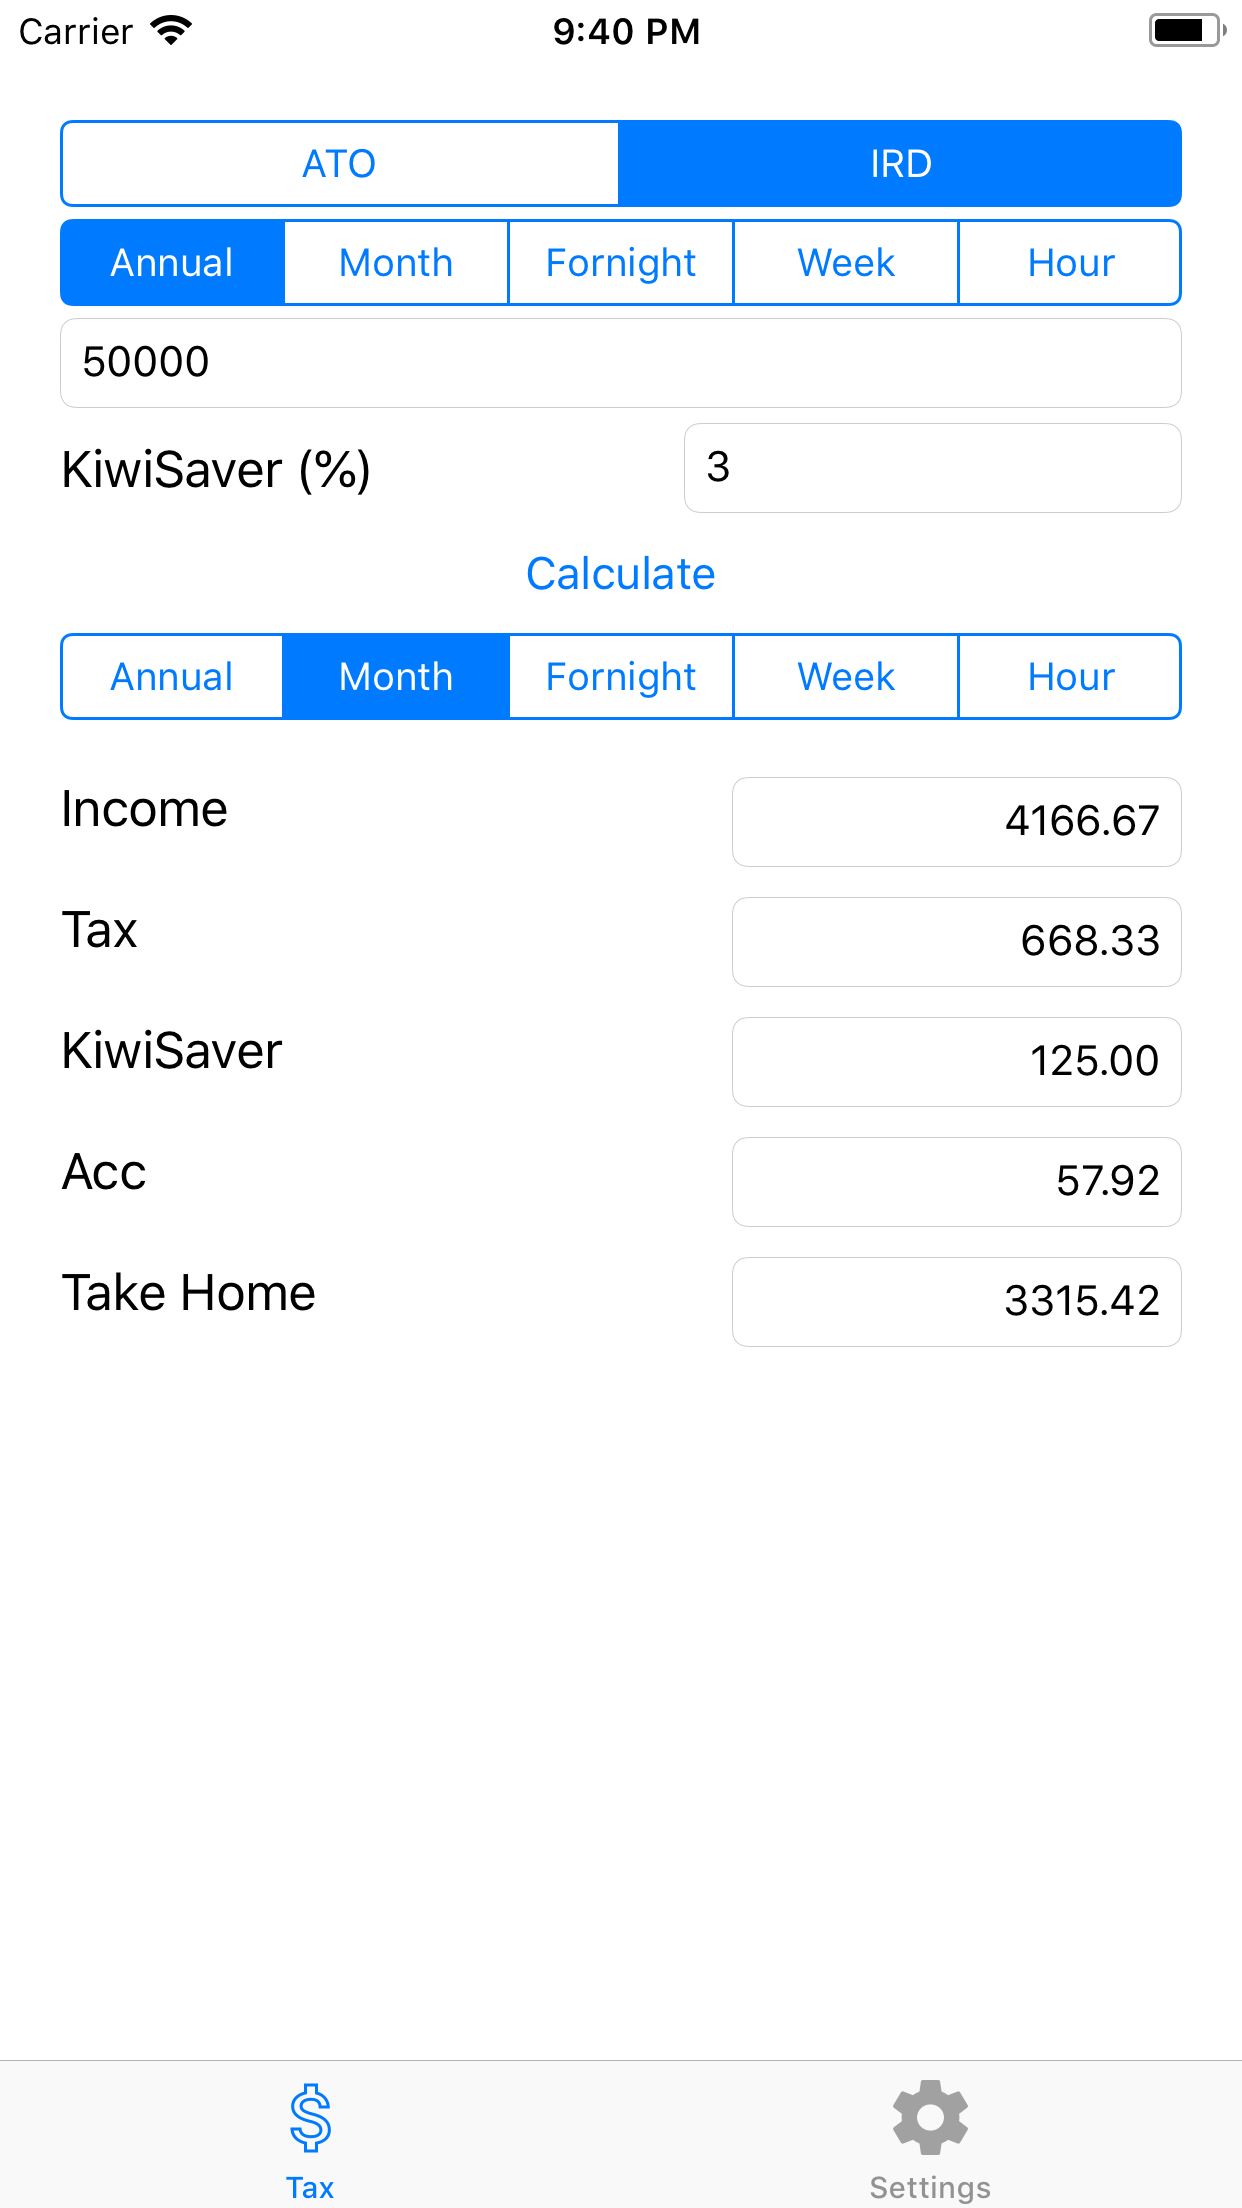 Carrier 9:40 PM
ATO IRD
Annual Month Fornight Week Hour
50000
KiwiSaver (%) 3
Calculate
Annual Month Fornight Week Hour
Income 4166.67
Tax 668.33
KiwiSaver 125.00
Acc 57.92
Take Home 3315.42
$
Tax Settings